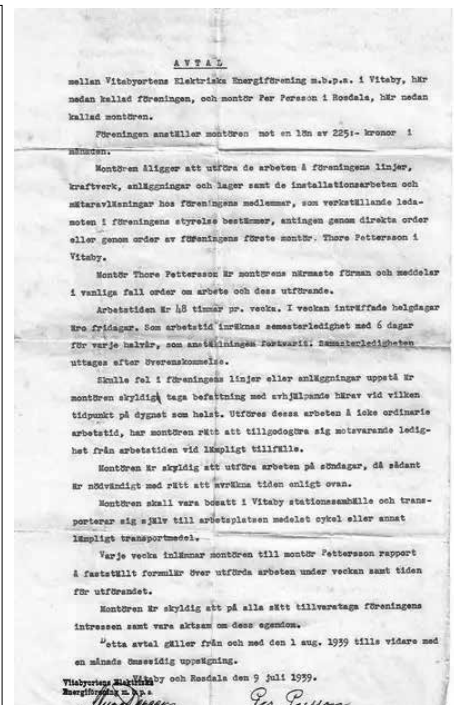 AVTAL
mellan Vitabyortens Elektriska Energiförening m.b.p.a. i Vitaby, här
nedan kallad föreningen, och montör Per Persson i Rosdala, här nedan
kallad montören.
Föreningen anställer montören mot en lön av 225:- kronor i
månaden.
Montören åligger att utföra de arbeten å föreningens linjer,
kraftverk, anläggningar och lager samt de installationsarbeten och
mätaravläsningar hos föreningens medlemmar, som verkställande leda-
moten i föreningens styrelse bestämmer, antingen genom direkta order
eller genom order av föreningens förste montör. Thore Pettersson i
Vitaby.
Montör Thore Pettersson är montörens närmaste förman och meddelar
i vanliga fall order om arbete och dess utförande.
Arbetstiden är 48 timmar pr. vecka. I veckan inträffade helgdagar
äro fridagar. Som arbetstid inräknas semesterledighet med 6 dagar
för varje halvår, som anställningen fortvarit. Semesterledigheten
uttages efter överenskommelse.
Skulle fel i föreningens linjer eller anläggningar uppstå är
montören skyldig taga befattning med avhjälpande härav vid vilken
tidpunkt på dygnet som helst. Utföres dessa arbeten å icke ordinarie
arbetstid, har montören rätt att tillgodogöra sig motsvarande ledig-
het från arbetstiden vid lämpligt tillfälle.
Montören är skyldig att utföra arbeten på söndagar, då sådant
är nödvändigt med rätt att avräkna tiden enligt ovan.
Montören skall vara bosatt i Vitaby stationssamhälle och trans-
porterar sig själv till arbetsplatsen medelst cykel eller annat
lämpligt transportmedel.
Varje vecka inlämnar montören till montör Pettersson rapport
å fastställt formulär över utförda arbeten under veckan samt tiden
för utförandet.
Montören är skyldig att på alla sätt tillvarataga föreningens
intressen samt vara aktsam om dess egendom.
Detta avtal gäller från och med den 1 aug. 1939 tills vidare med
en månads ömsesidig uppsägning.
Vitaby och Rosdala den 9 juli 1939.
Vitabyortens Elektriska
Energiförening m. b. p. a.
Per Persson